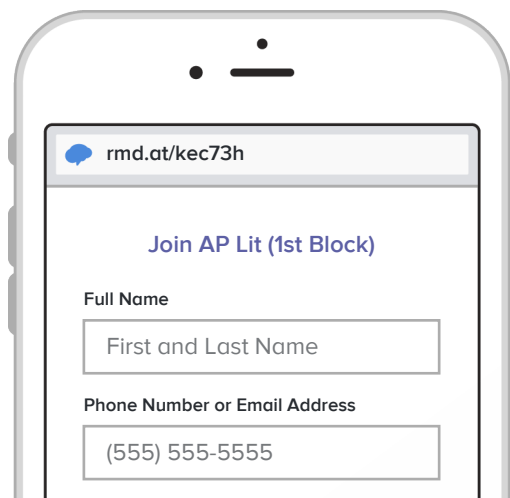 rmd.at/kec73h
Join AP Lit (1st Block)
Full Name
First and Last Name
Phone Number or Email Address
(555) 555-5555